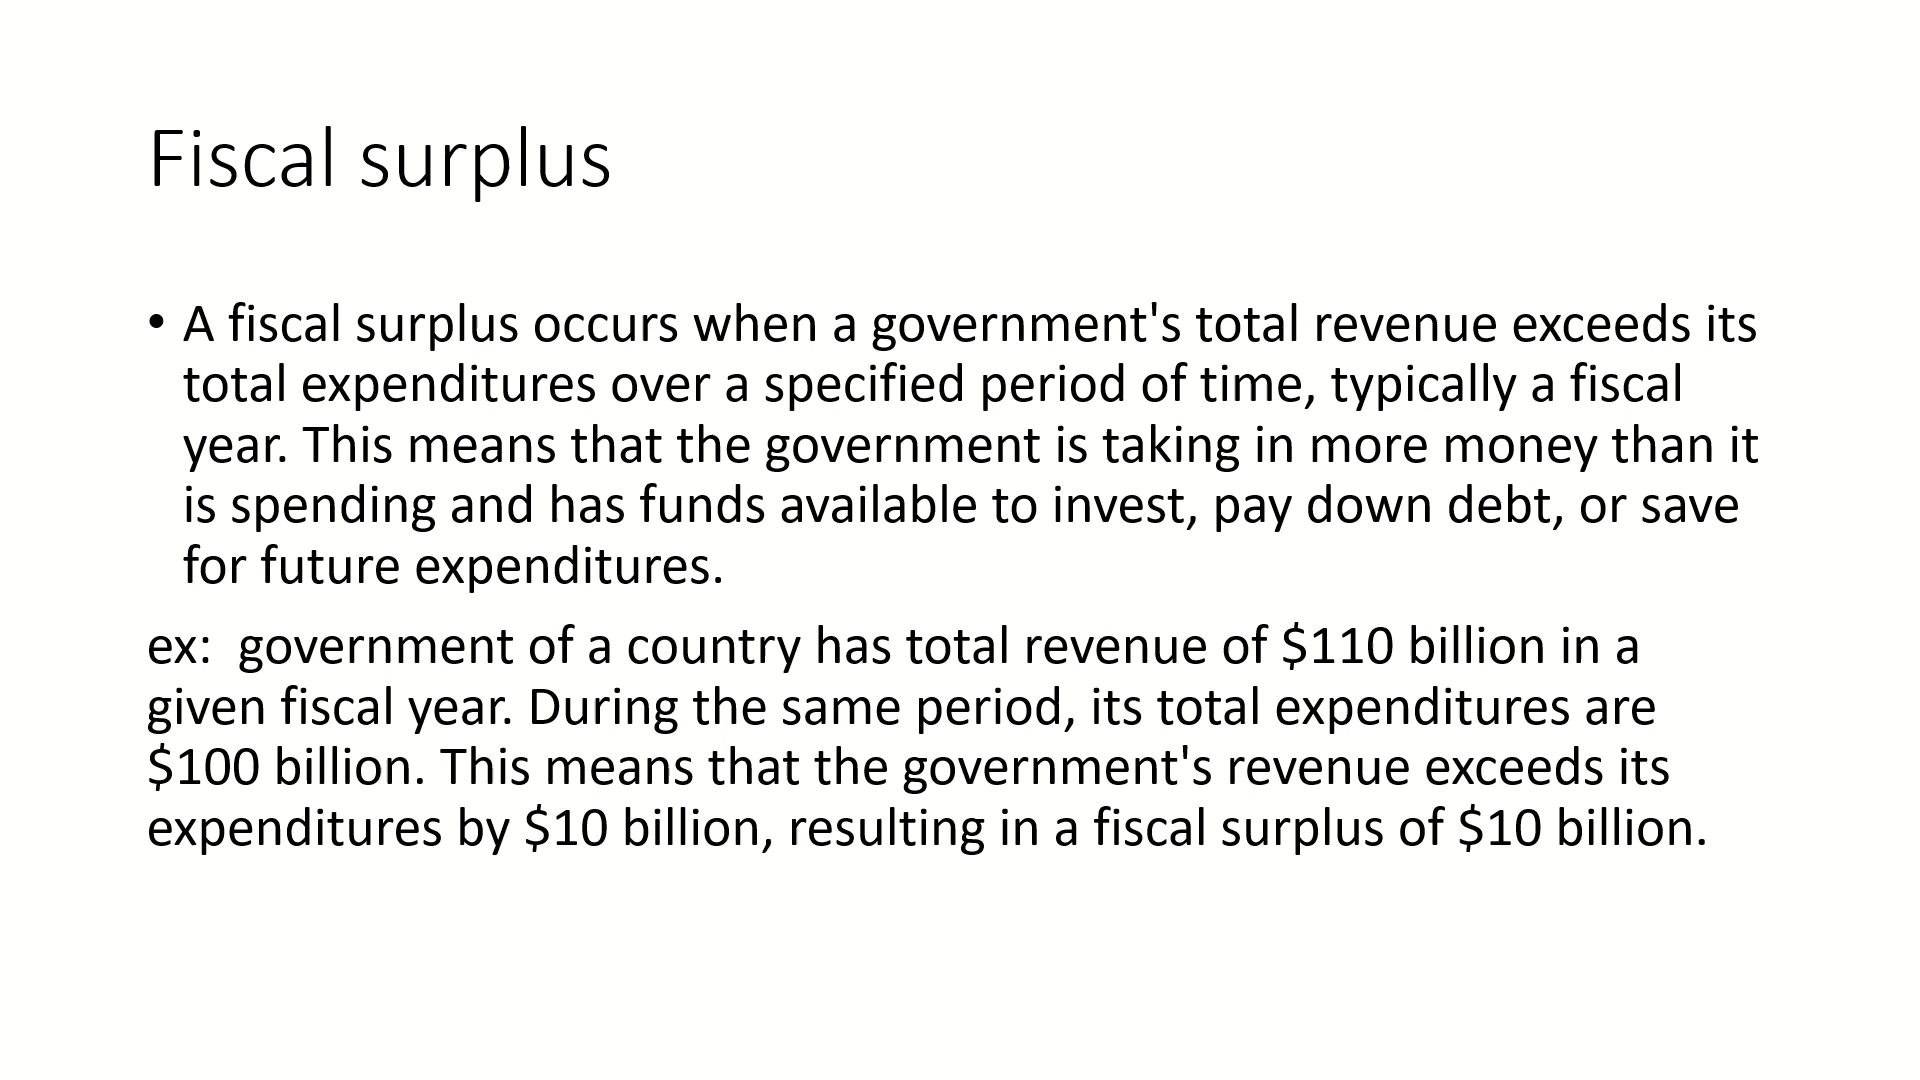 Fiscal surplus
• A fiscal surplus occurs when a government's total revenue exceeds its
total expenditures over a specified period of time, typically a fiscal
year. This means that the government is taking in more money than it
is spending and has funds available to invest, pay down debt, or save
for future expenditures.
ex:  government of a country has total revenue of $110 billion in a
given fiscal year. During the same period, its total expenditures are
$100 billion. This means that the government's revenue exceeds its
expenditures by $10 billion, resulting in a fiscal surplus of $10 billion.